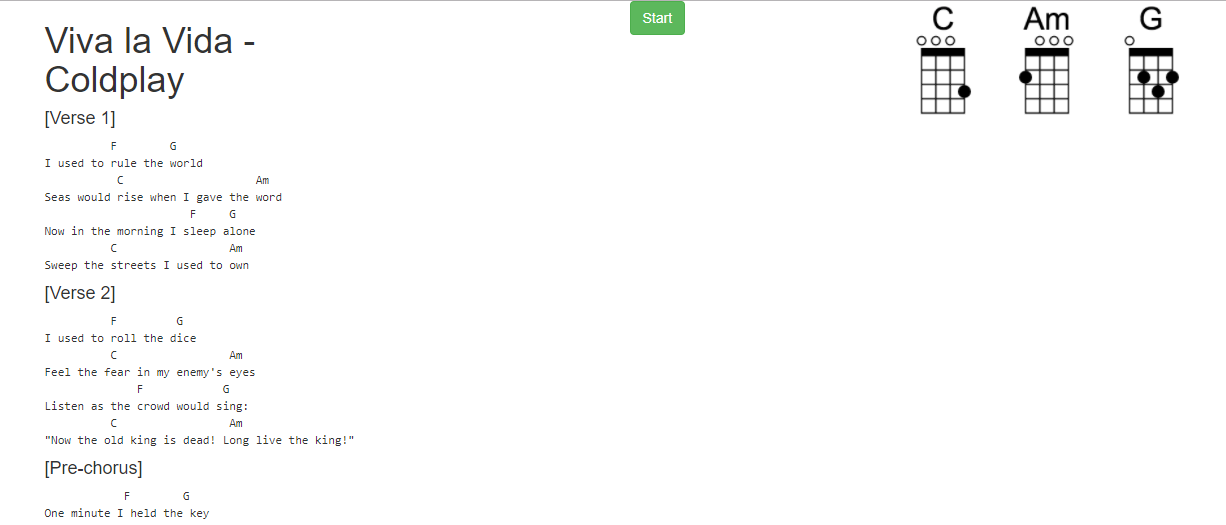 Viva la Vida -
Coldplay
Start
C Am G
[Verse 1]
          F        G
I used to rule the world
           C                    Am
Seas would rise when I gave the word
                      F     G
Now in the morning I sleep alone
          C                 Am
Sweep the streets I used to own
[Verse 2]
          F         G
I used to roll the dice
          C                 Am
Feel the fear in my enemy's eyes
              F            G
Listen as the crowd would sing:
          C                 Am
"Now the old king is dead! Long live the king!"
[Pre-chorus]
            F        G
One minute I held the key